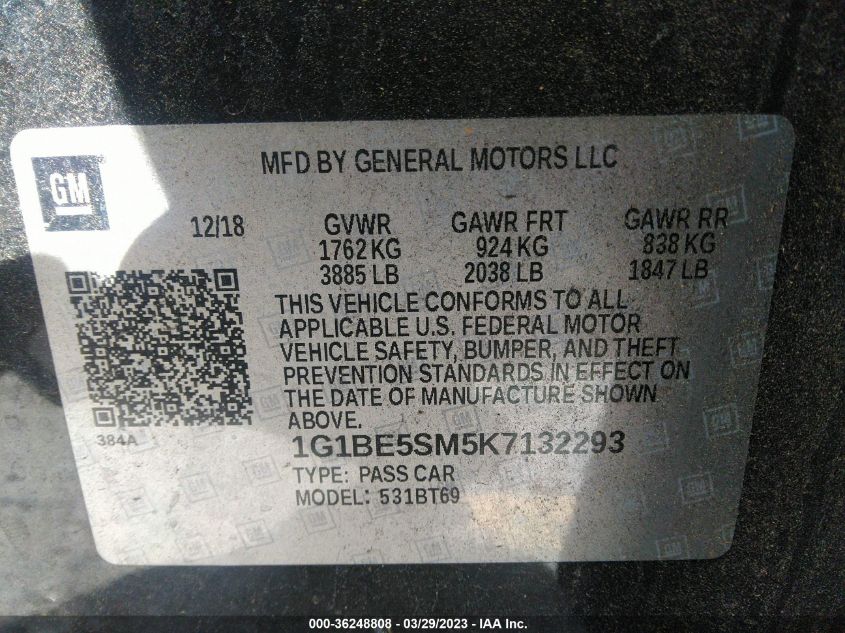 MFD BY GENERAL MOTORS LLC
GM
12/18 GVWR GAWR FRT GAWR RR
1762 KG 924 KG 838 KG
3885 LB 2038 LB 1847 LB
THIS VEHICLE CONFORMS TO ALL
APPLICABLE U.S. FEDERAL MOTOR
VEHICLE SAFETY, BUMPER, AND THEFT
PREVENTION STANDARDS IN EFFECT ON
THE DATE OF MANUFACTURE SHOWN
ABOVE.
384A
1G1BE5SM5K7132293
TYPE: PASS CAR
MODEL: 531BT69
000-36248808 - 03/29/2023 - IAA Inc.